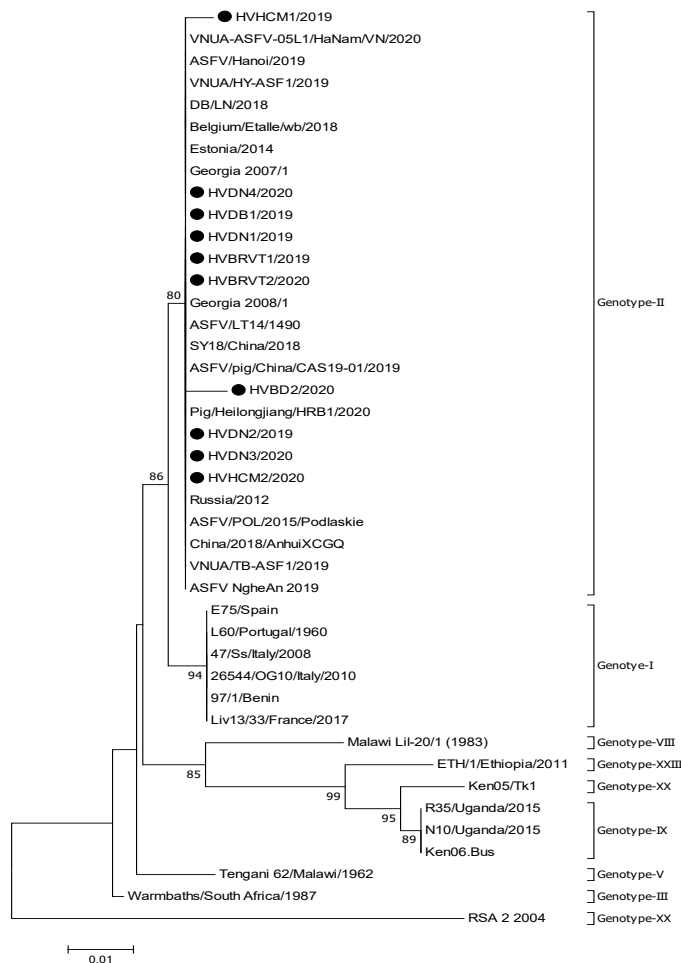 HVHCM1/2019
VNUA-ASFV-05L1/HaNam/VN/2020
ASFV/Hanoi/2019
VNUA/HY-ASF1/2019
DB/LN/2018
Belgium/Etalle/wb/2018
Estonia/2014
Georgia 2007/1
HVDN4/2020
HVDB1/2019
HVDN1/2019
HVBRVT1/2019
HVBRVT2/2020
80
Georgia 2008/1
Genotype-II
ASFV/LT14/1490
SY18/China/2018
ASFV/pig/China/CAS19-01/2019
HVBD2/2020
Pig/Heilongjiang/HRB1/2020
HVDN2/2019
HVDN3/2020
86
HVHCM2/2020
Russia/2012
ASFV/POL/2015/Podlaskie
China/2018/AnhuiXCGQ
VNUA/TB-ASF1/2019
ASFV NgheAn 2019
E75/Spain
L60/Portugal/1960
47/Ss/Italy/2008
Genotye-I
94
26544/OG10/Italy/2010
97/1/Benin
Liv13/33/France/2017
Malawi Lil-20/1 (1983)
Genotype-VIII
85
ETH/1/Ethiopia/2011
Genotype-XXIII
99
Ken05/Tk1
Genotype-XX
95
R35/Uganda/2015
89
N10/Uganda/2015
Genotype-IX
Ken06.Bus
Tengani 62/Malawi/1962
Genotype-V
Warmbaths/South Africa/1987
Genotype-III
RSA 2 2004
Genotype-XX
0.01